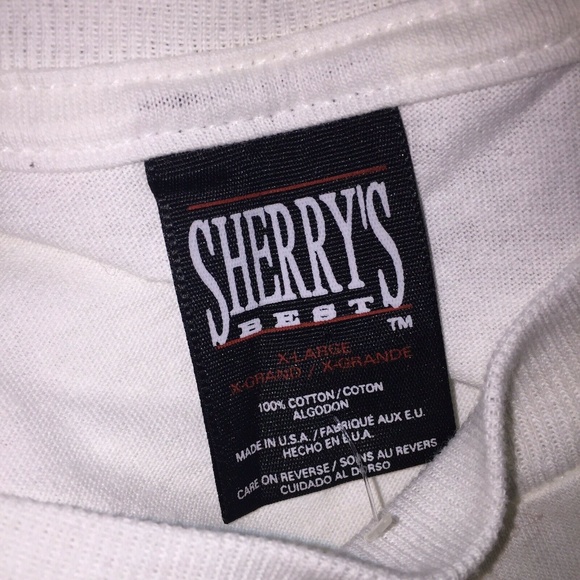 SHERRY'S
BEST TM
X-LARGE
X-GRAND / X-GRANDE
100% COTTON/COTON
ALGODON
MADE IN U.S.A. / FABRIQUÉ AUX E.U.
HECHO EN E.U.A.
CARE ON REVERSE / SOINS AU REVERS
CUIDADO AL DORSO